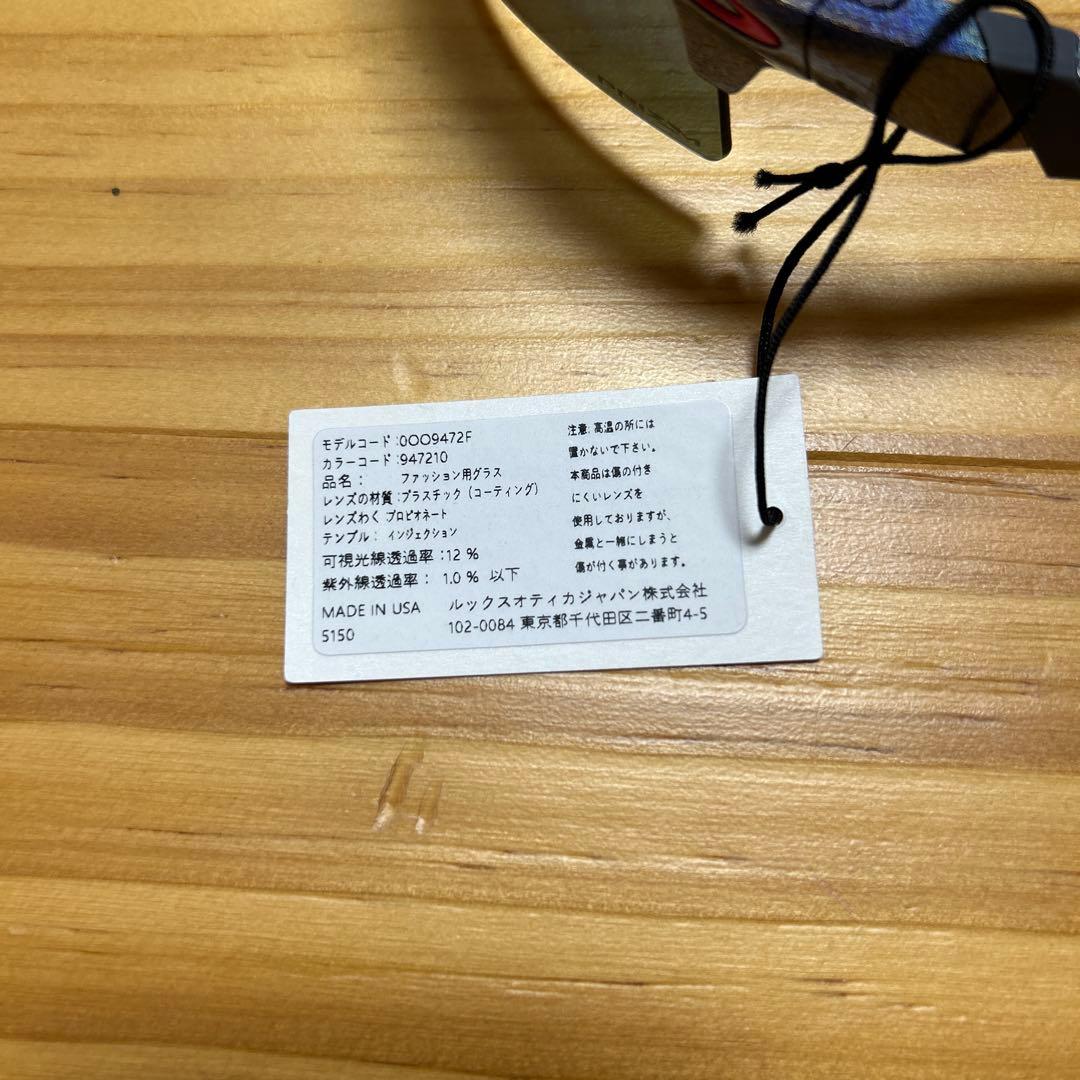 モデルコード:0OO9472F
カラーコード:947210
品名： ファッション用グラス
レンズの材質:プラスチック（コーティング）
レンズわく プロピオネート
テンプル： インジェクション
可視光線透過率:12 %
紫外線透過率： 1.0 % 以下
MADE IN USA
5150
ルックスオティカジャパン株式会社
102-0084 東京都千代田区二番町4-5
注意:高温の所には
置かないで下さい。
本商品は傷の付き
にくいレンズを
使用しておりますが、
金属と一緒にしまうと
傷が付く事があります。